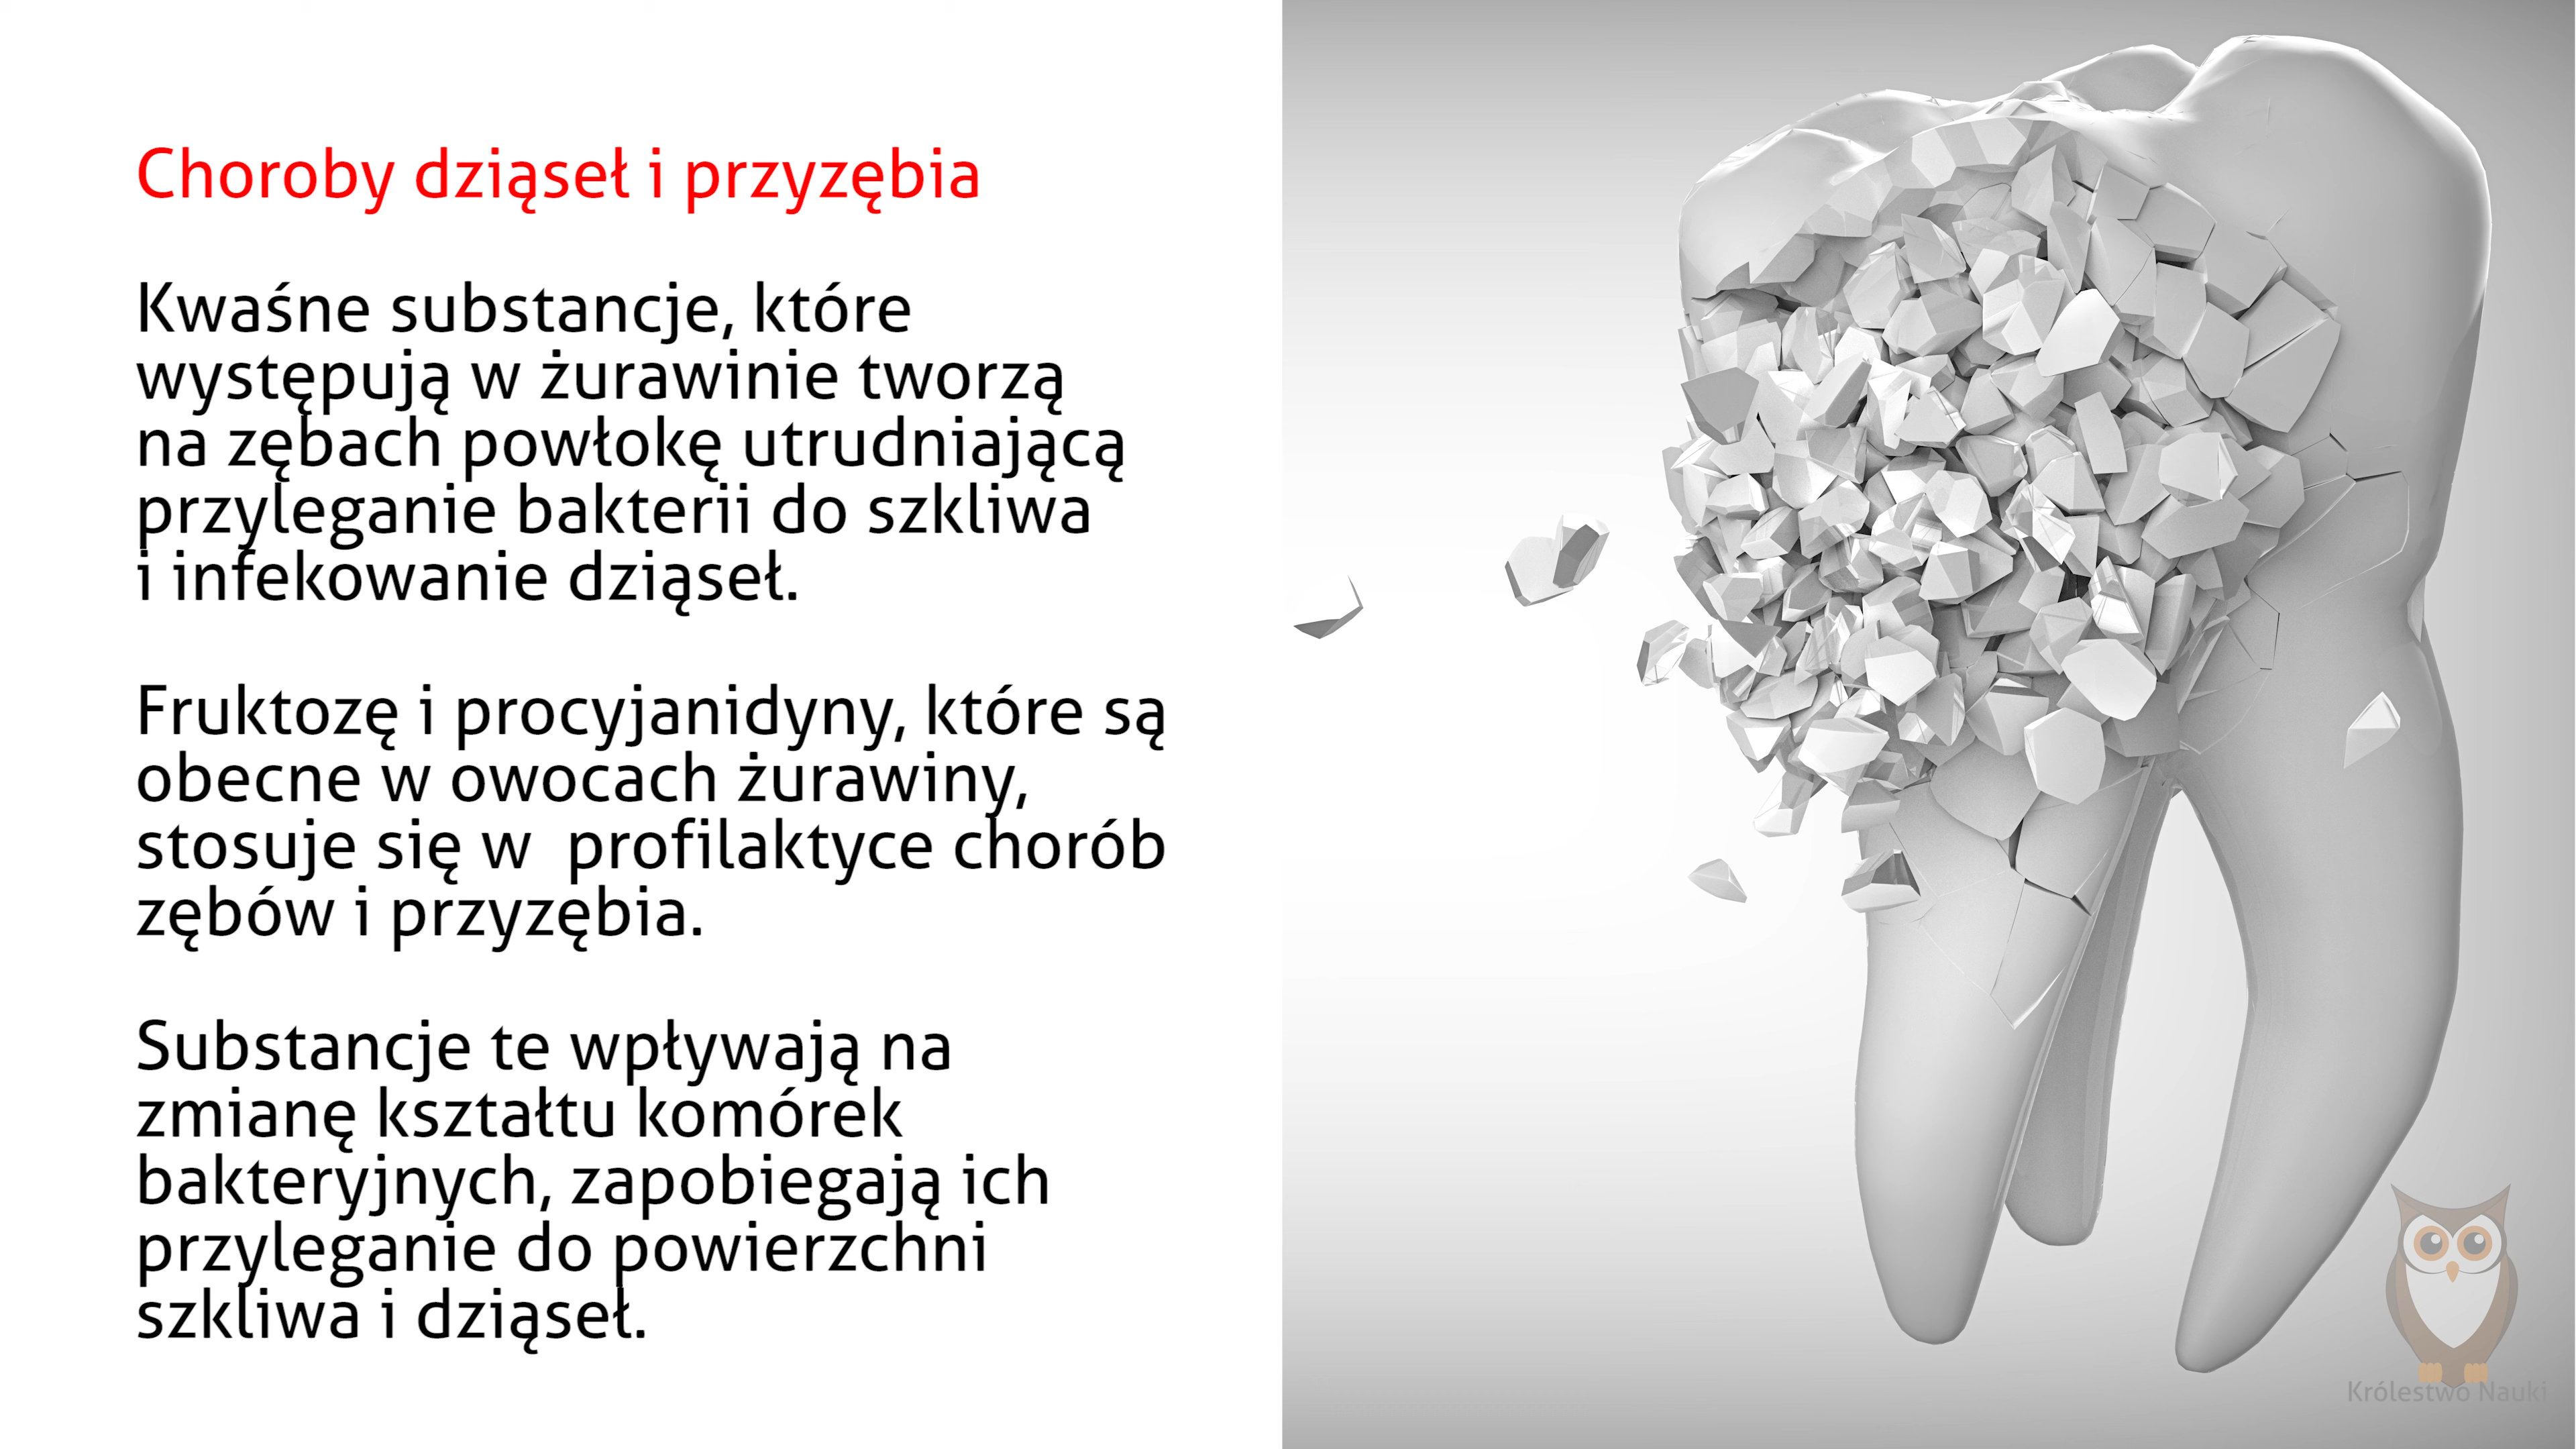 Choroby dziąseł i przyzębia
Kwaśne substancje, które
występują w żurawinie tworzą
na zębach powłokę utrudniającą
przyleganie bakterii do szkliwa
i infekowanie dziąseł.
Fruktozę i procyjanidyny, które są
obecne w owocach żurawiny,
stosuje się w  profilaktyce chorób
zębów i przyzębia.
Substancje te wpływają na
zmianę kształtu komórek
bakteryjnych, zapobiegają ich
przyleganie do powierzchni
szkliwa i dziąseł.
Królestwo Nauki